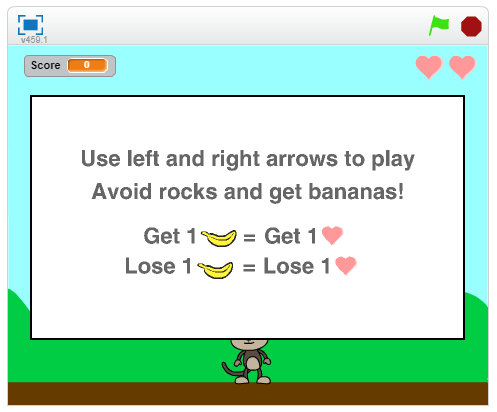 v459.1
Score 0
Use left and right arrows to play
Avoid rocks and get bananas!
Get 1 = Get 1
Lose 1 = Lose 1